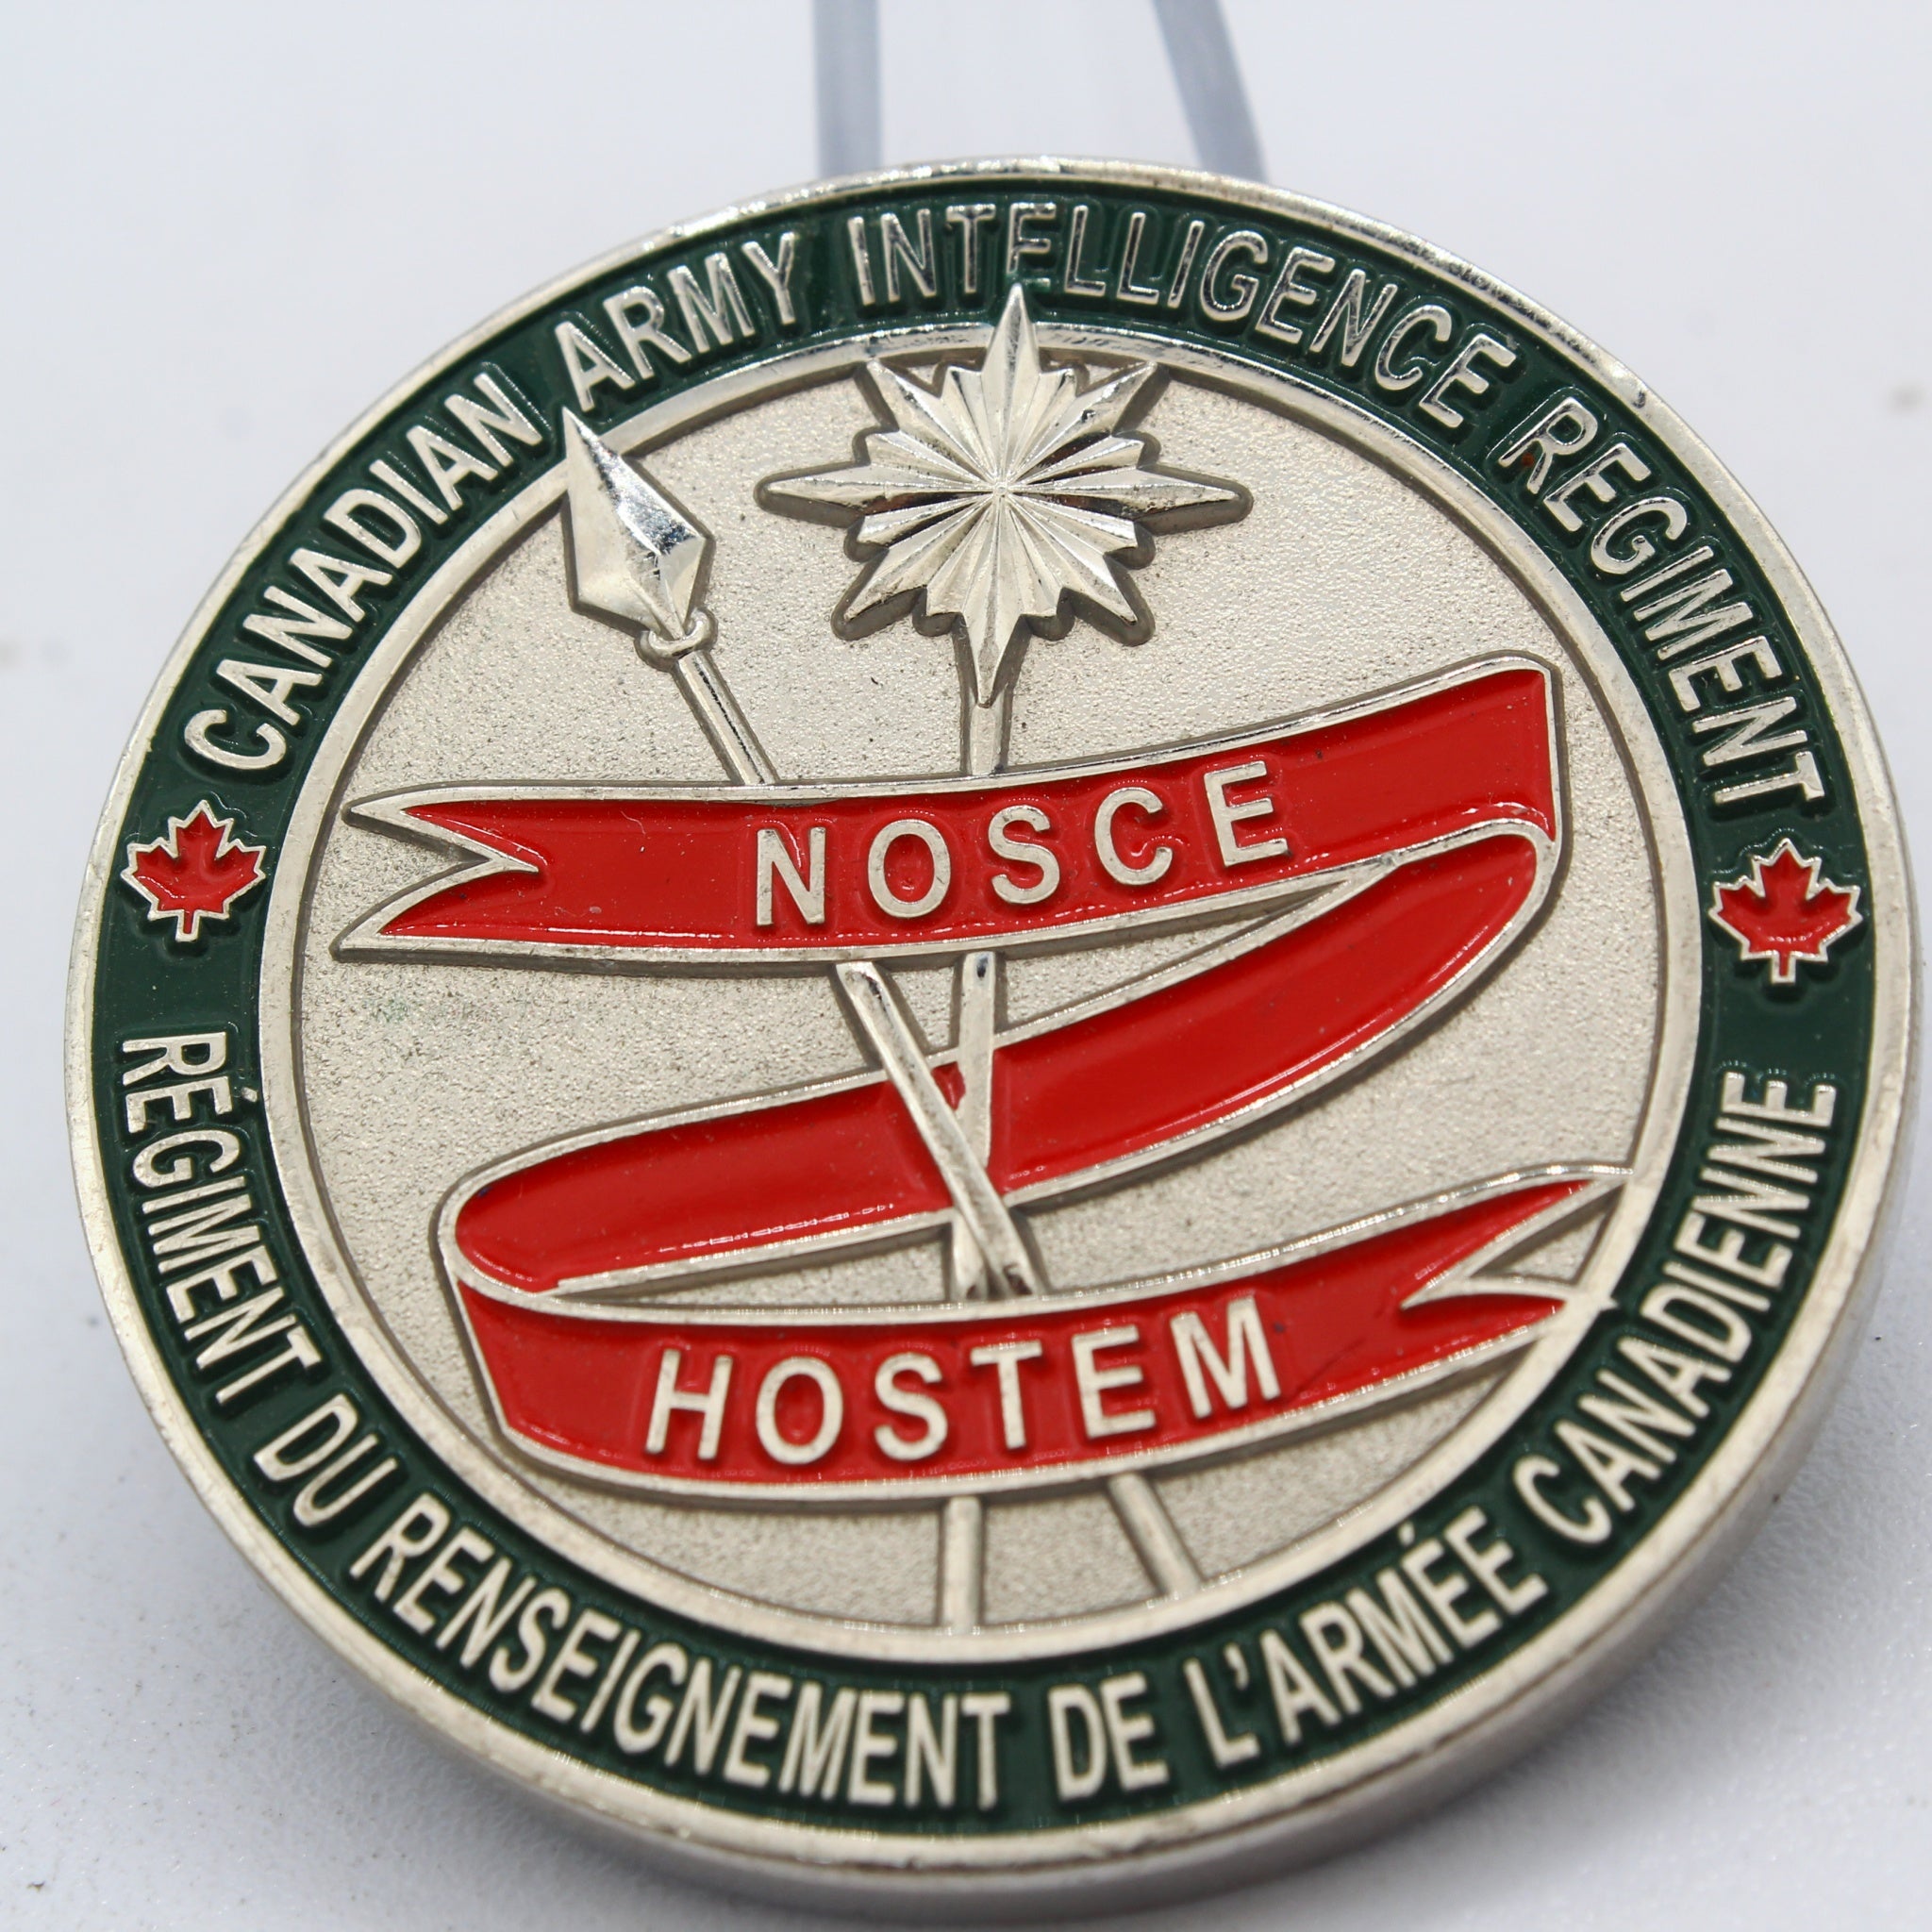 CANADIAN ARMY INTELLIGENCE REGIMENT
NOSCE
HOSTEM
RÉGIMENT DU RENSEIGNEMENT DE L'ARMÉE CANADIENNE